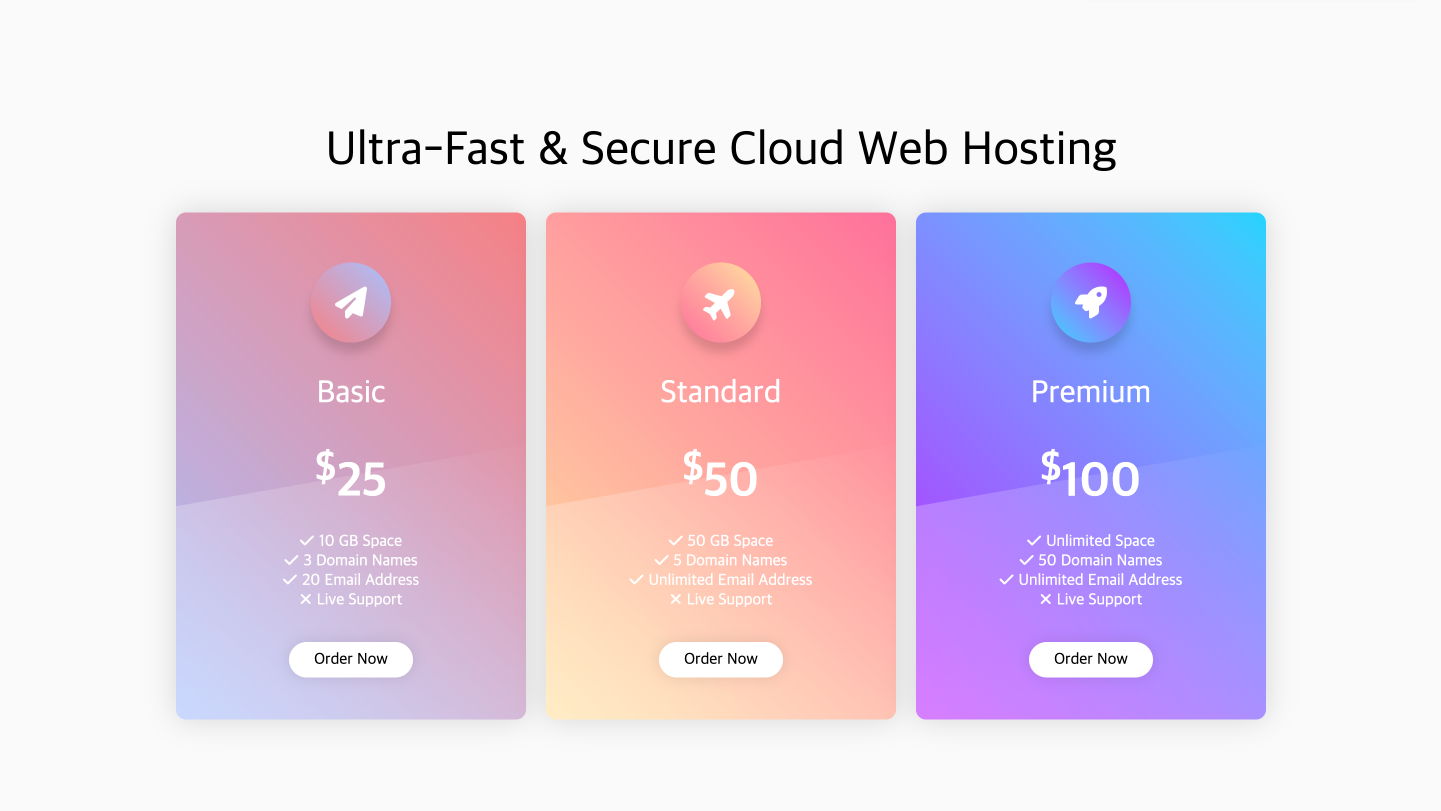 Ultra-Fast & Secure Cloud Web Hosting
Basic
$25
✓ 10 GB Space
✓ 3 Domain Names
✓ 20 Email Address
✕ Live Support
Order Now
Standard
$50
✓ 50 GB Space
✓ 5 Domain Names
✓ Unlimited Email Address
✕ Live Support
Order Now
Premium
$100
✓ Unlimited Space
✓ 50 Domain Names
✓ Unlimited Email Address
✕ Live Support
Order Now